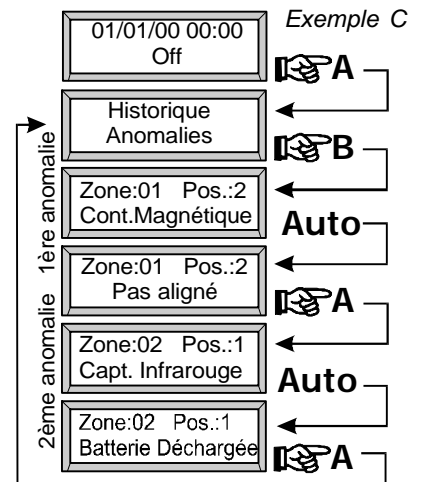 Exemple C
01/01/00 00:00
Off
A
Historique
Anomalies
B
1ère anomalie
Zone:01 Pos.:2
Cont.Magnétique
Auto
Zone:01 Pos.:2
Pas aligné
A
2ème anomalie
Zone:02 Pos.:1
Capt. Infrarouge
Auto
Zone:02 Pos.:1
Batterie Déchargée
A